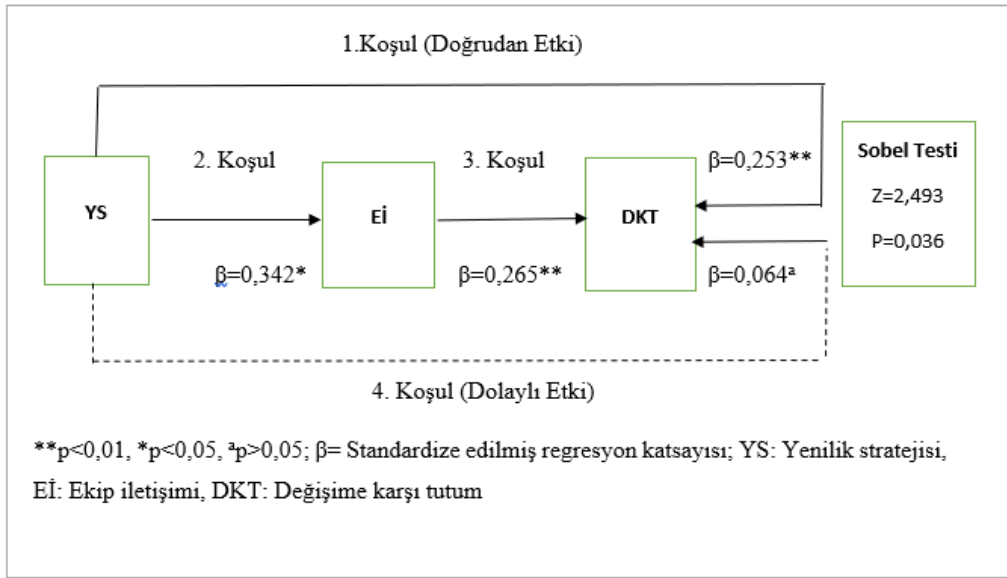 1.Koşul (Doğrudan Etki)
2. Koşul
3. Koşul
β=0,253**
Sobel Testi
Z=2,493
P=0,036
YS
Eİ
DKT
β=0,342*
β=0,265**
β=0,064ᵃ
4. Koşul (Dolaylı Etki)
**p<0,01, *p<0,05, ᵃp>0,05; β= Standardize edilmiş regresyon katsayısı; YS: Yenilik stratejisi,
Eİ: Ekip iletişimi, DKT: Değişime karşı tutum